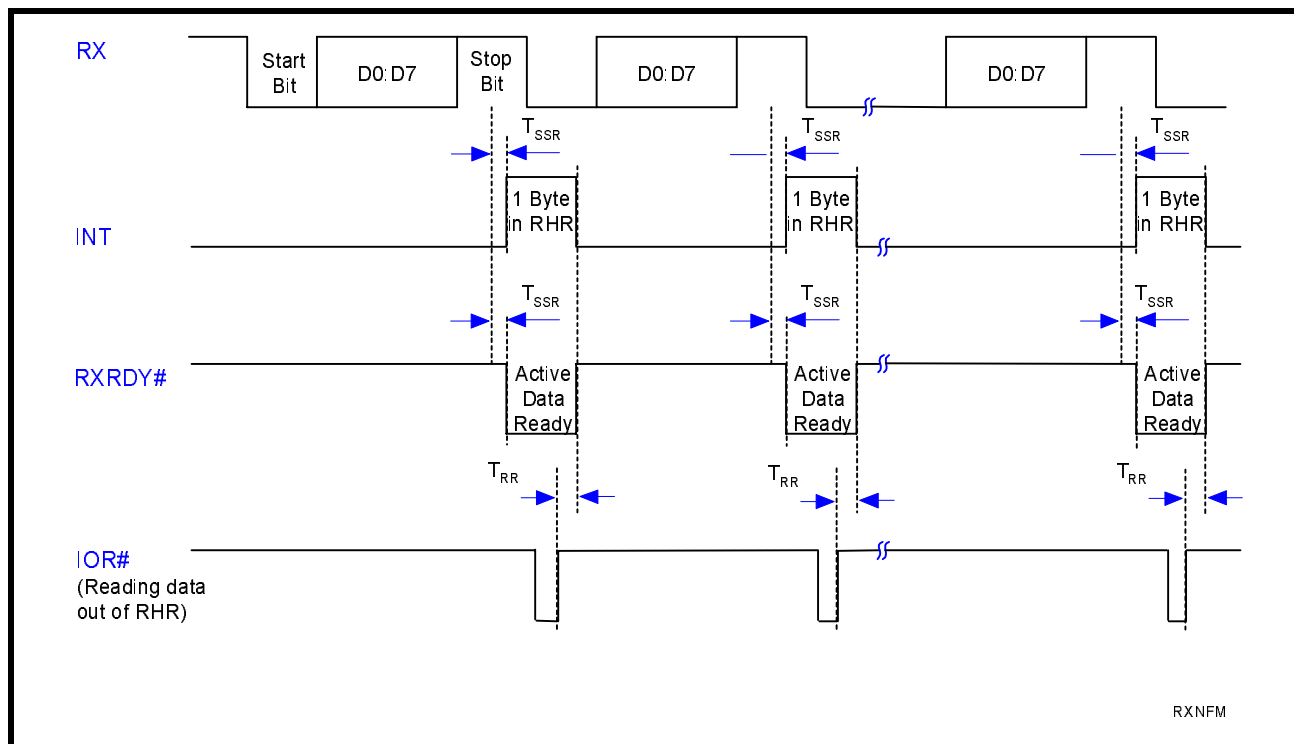 RX
Start
Bit
D0:D7
Stop
Bit
D0:D7
D0:D7
TSSR
TSSR
TSSR
INT
1 Byte
in RHR
1 Byte
in RHR
1 Byte
in RHR
TSSR
TSSR
TSSR
RXRDY#
Active
Data
Ready
Active
Data
Ready
Active
Data
Ready
TRR
TRR
TRR
IOR#
(Reading data
out of RHR)
RXNFM